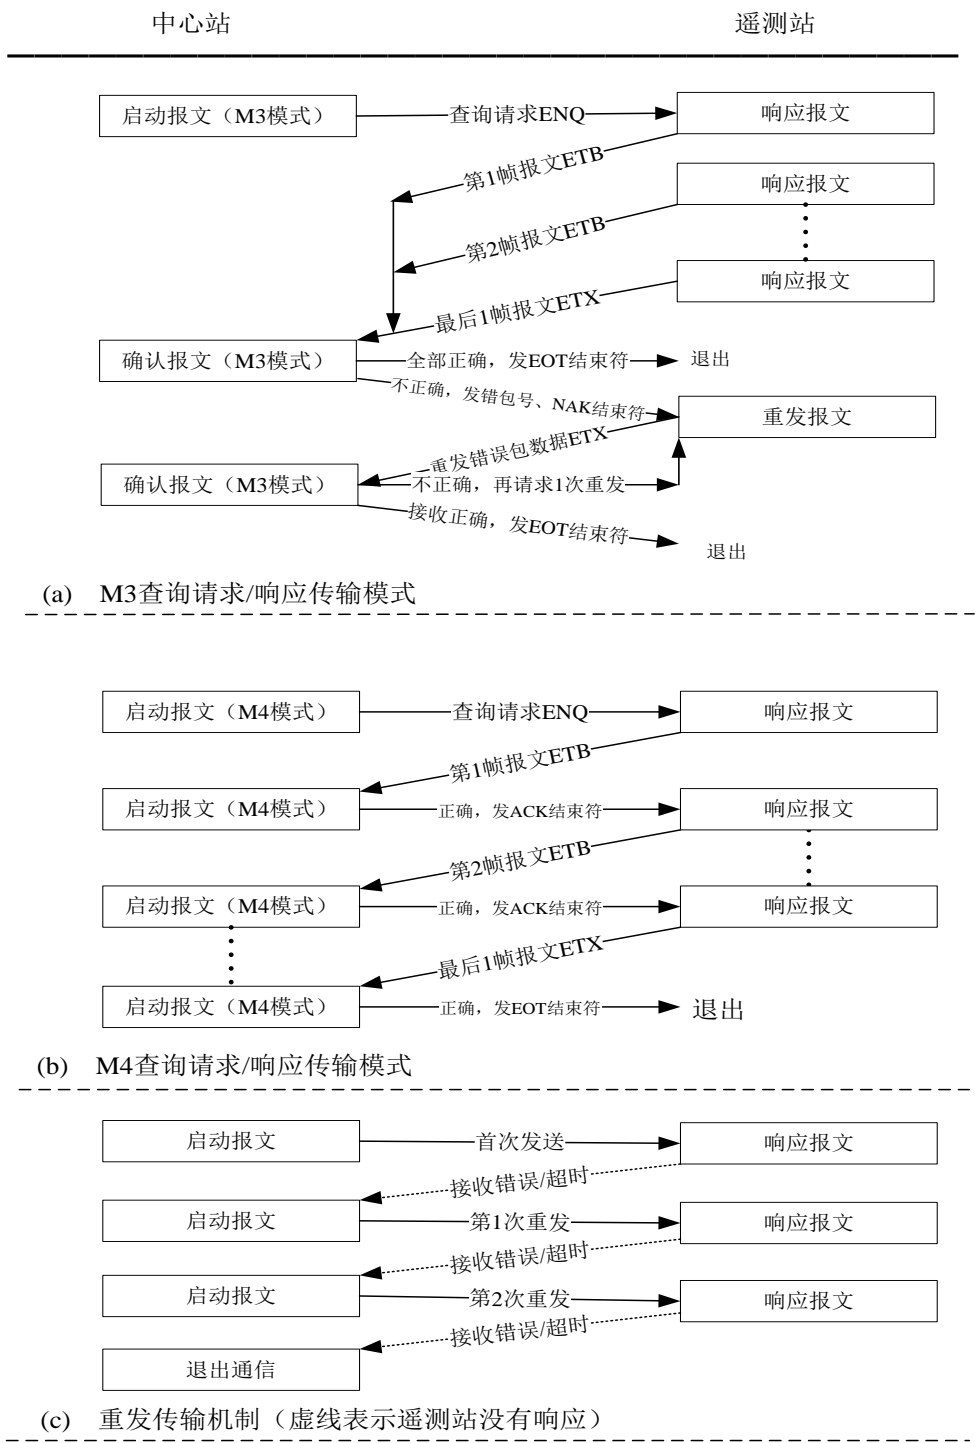 中心站
遥测站
启动报文（M3模式）
查询请求ENQ
响应报文
第1帧报文ETB
响应报文
第2帧报文ETB
响应报文
最后1帧报文ETX
确认报文（M3模式）
全部正确，发EOT结束符
退出
不正确，发错包号、NAK结束符
重发报文
重发错误包数据ETX
确认报文（M3模式）
不正确，再请求1次重发
接收正确，发EOT结束符
退出
(a) M3查询请求/响应传输模式
启动报文（M4模式）
查询请求ENQ
响应报文
第1帧报文ETB
启动报文（M4模式）
正确，发ACK结束符
响应报文
第2帧报文ETB
启动报文（M4模式）
正确，发ACK结束符
响应报文
最后1帧报文ETX
启动报文（M4模式）
正确，发EOT结束符
退出
(b) M4查询请求/响应传输模式
启动报文
首次发送
响应报文
接收错误/超时
启动报文
第1次重发
响应报文
接收错误/超时
启动报文
第2次重发
响应报文
接收错误/超时
退出通信
(c) 重发传输机制（虚线表示遥测站没有响应）